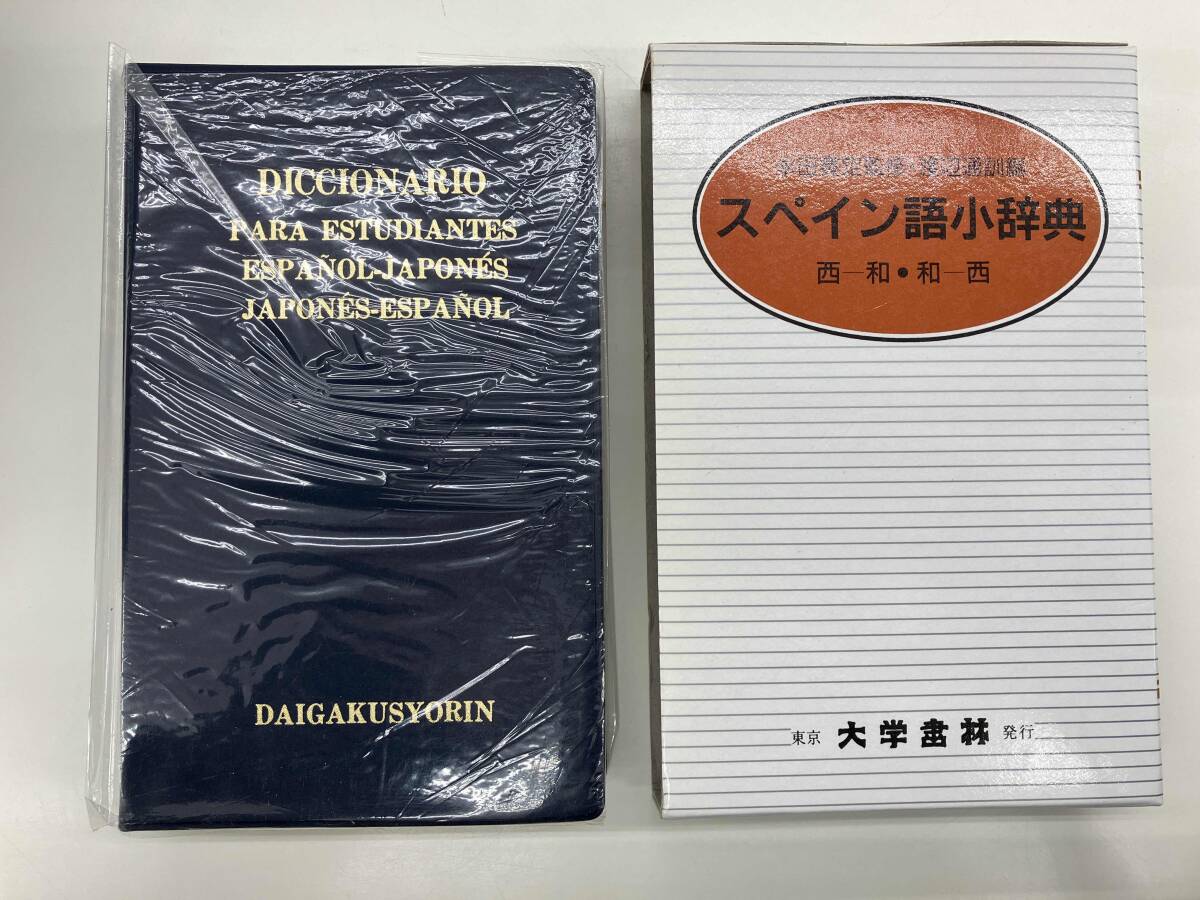 DICCIONARIO
PARA ESTUDIANTES
ESPAÑOL-JAPONÉS
JAPONÉS-ESPAÑOL
DAIGAKUSYORIN
スペイン語小辞典
西―和・和―西
東京 大学書林 発行